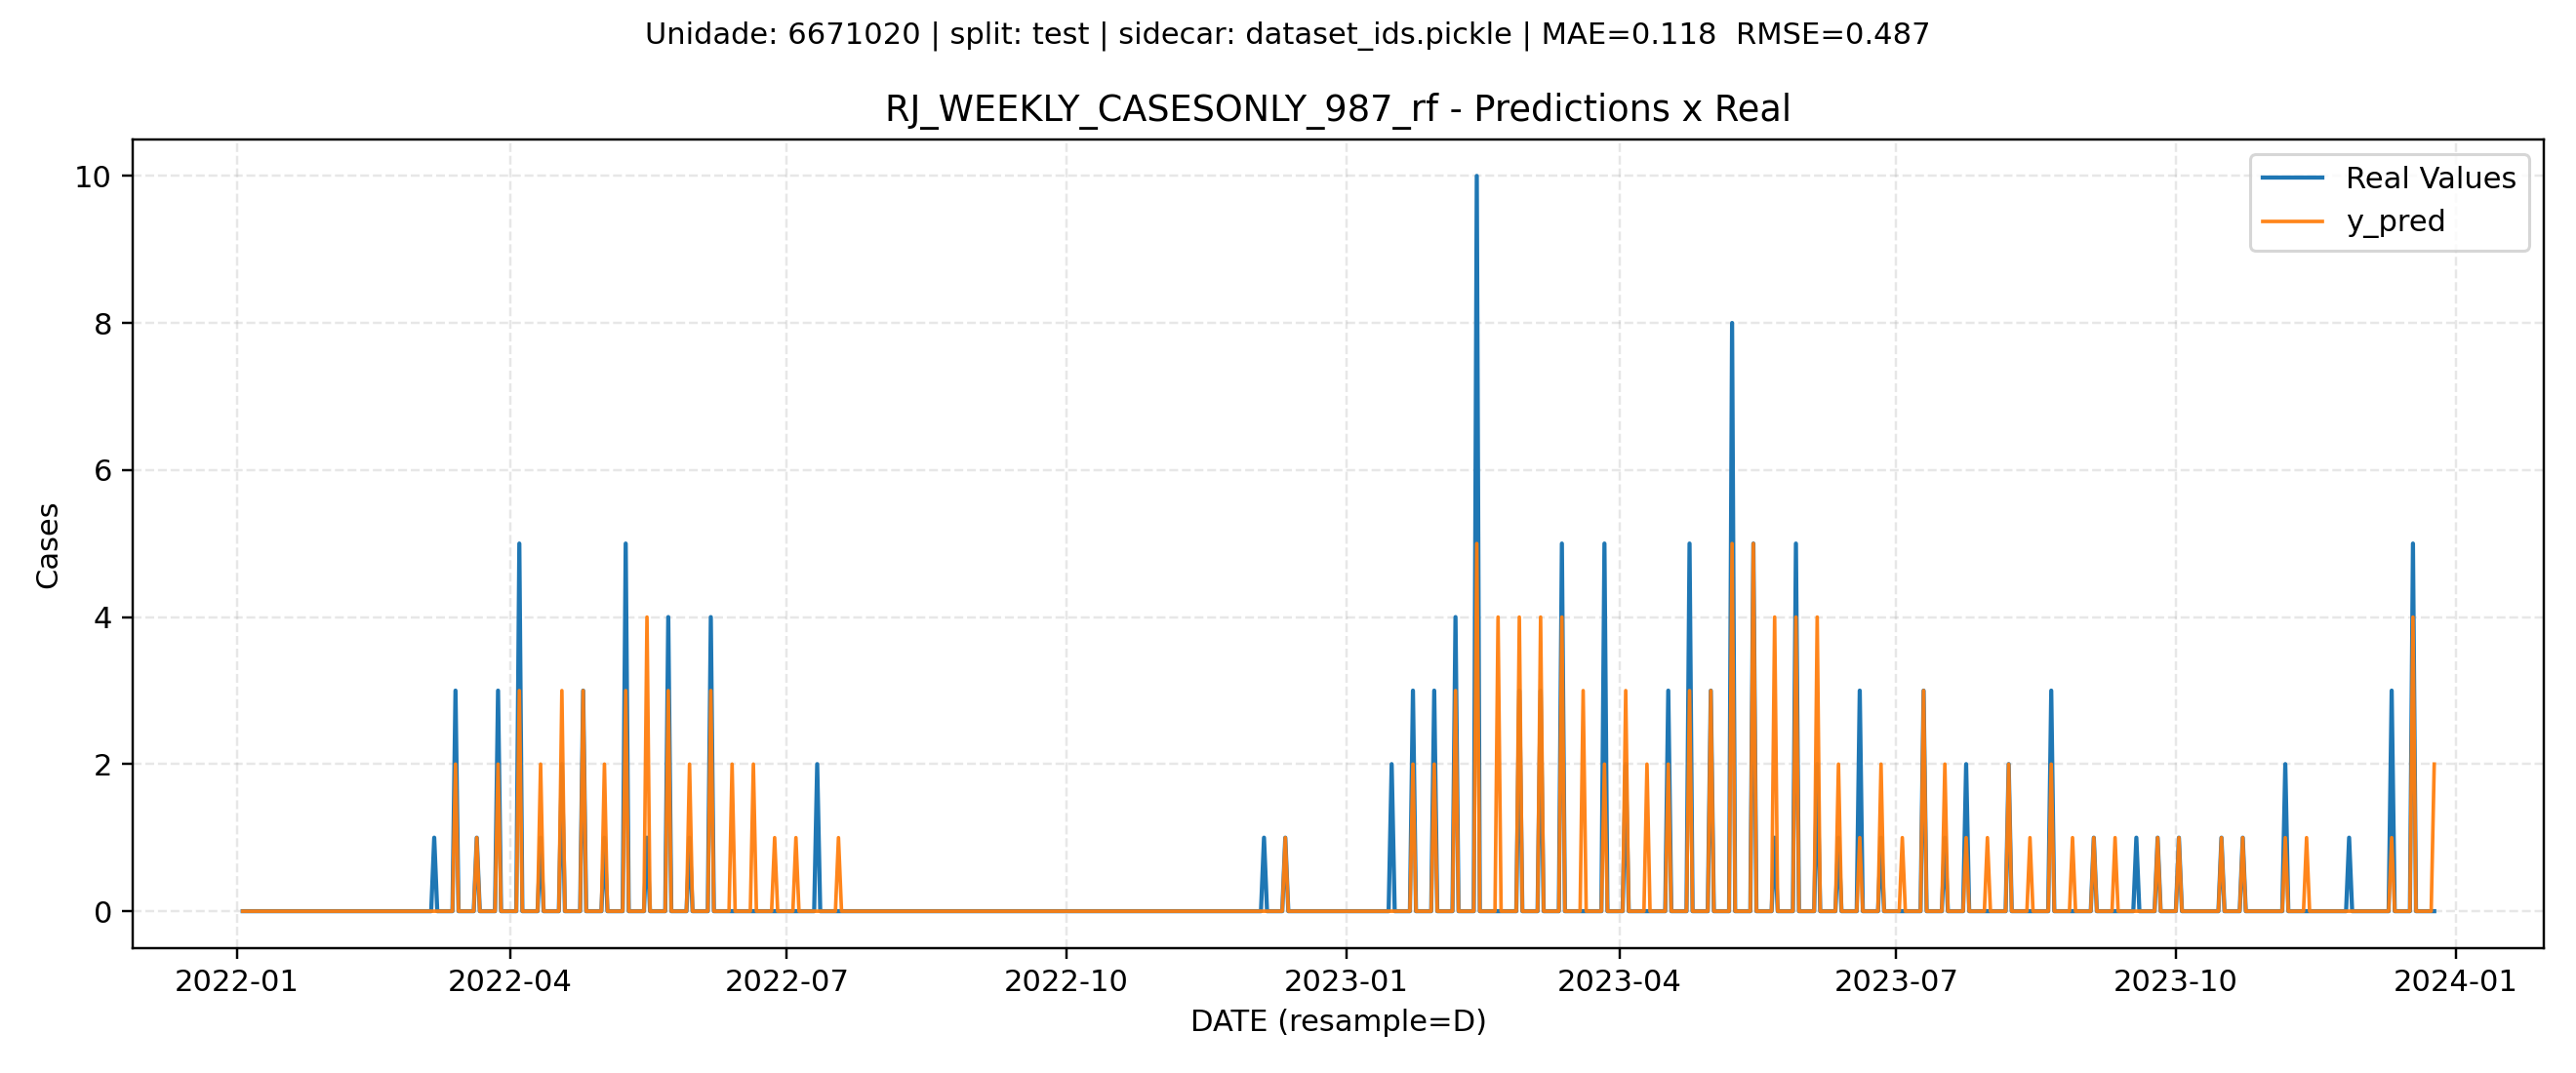 Unidade: 6671020 | split: test | sidecar: dataset_ids.pickle | MAE=0.118  RMSE=0.487
RJ_WEEKLY_CASESONLY_987_rf - Predictions x Real
Real Values
y_pred
10
8
6
4
2
0
Cases
2022-01
2022-04
2022-07
2022-10
2023-01
2023-04
2023-07
2023-10
2024-01
DATE (resample=D)